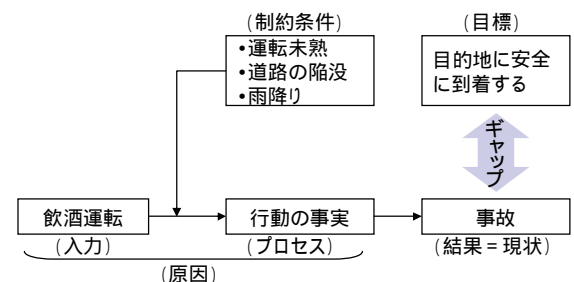 (制約条件)
•運転未熟
•道路の陥没
•雨降り
(目標)
目的地に安全
に到着する
ギャップ
飲酒運転
(入力)
行動の事実
(プロセス)
事故
(結果=現状)
(原因)